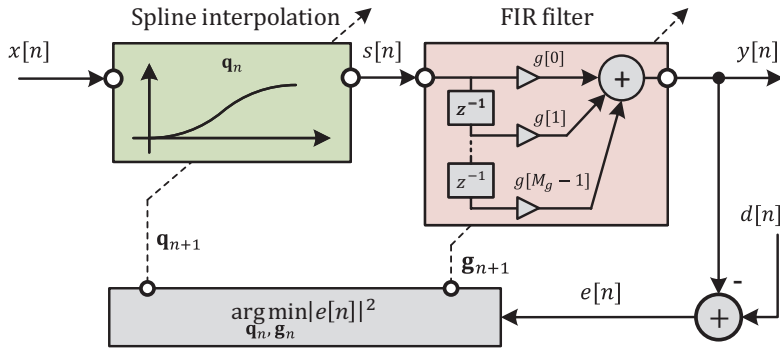 Spline interpolation
FIR filter
x[n]
q_n
s[n]
g[0]
+
y[n]
z⁻¹
g[1]
z⁻¹
g[M_g − 1]
d[n]
q_{n+1}
g_{n+1}
-
e[n]
+
arg min|e[n]|²
q_n, g_n